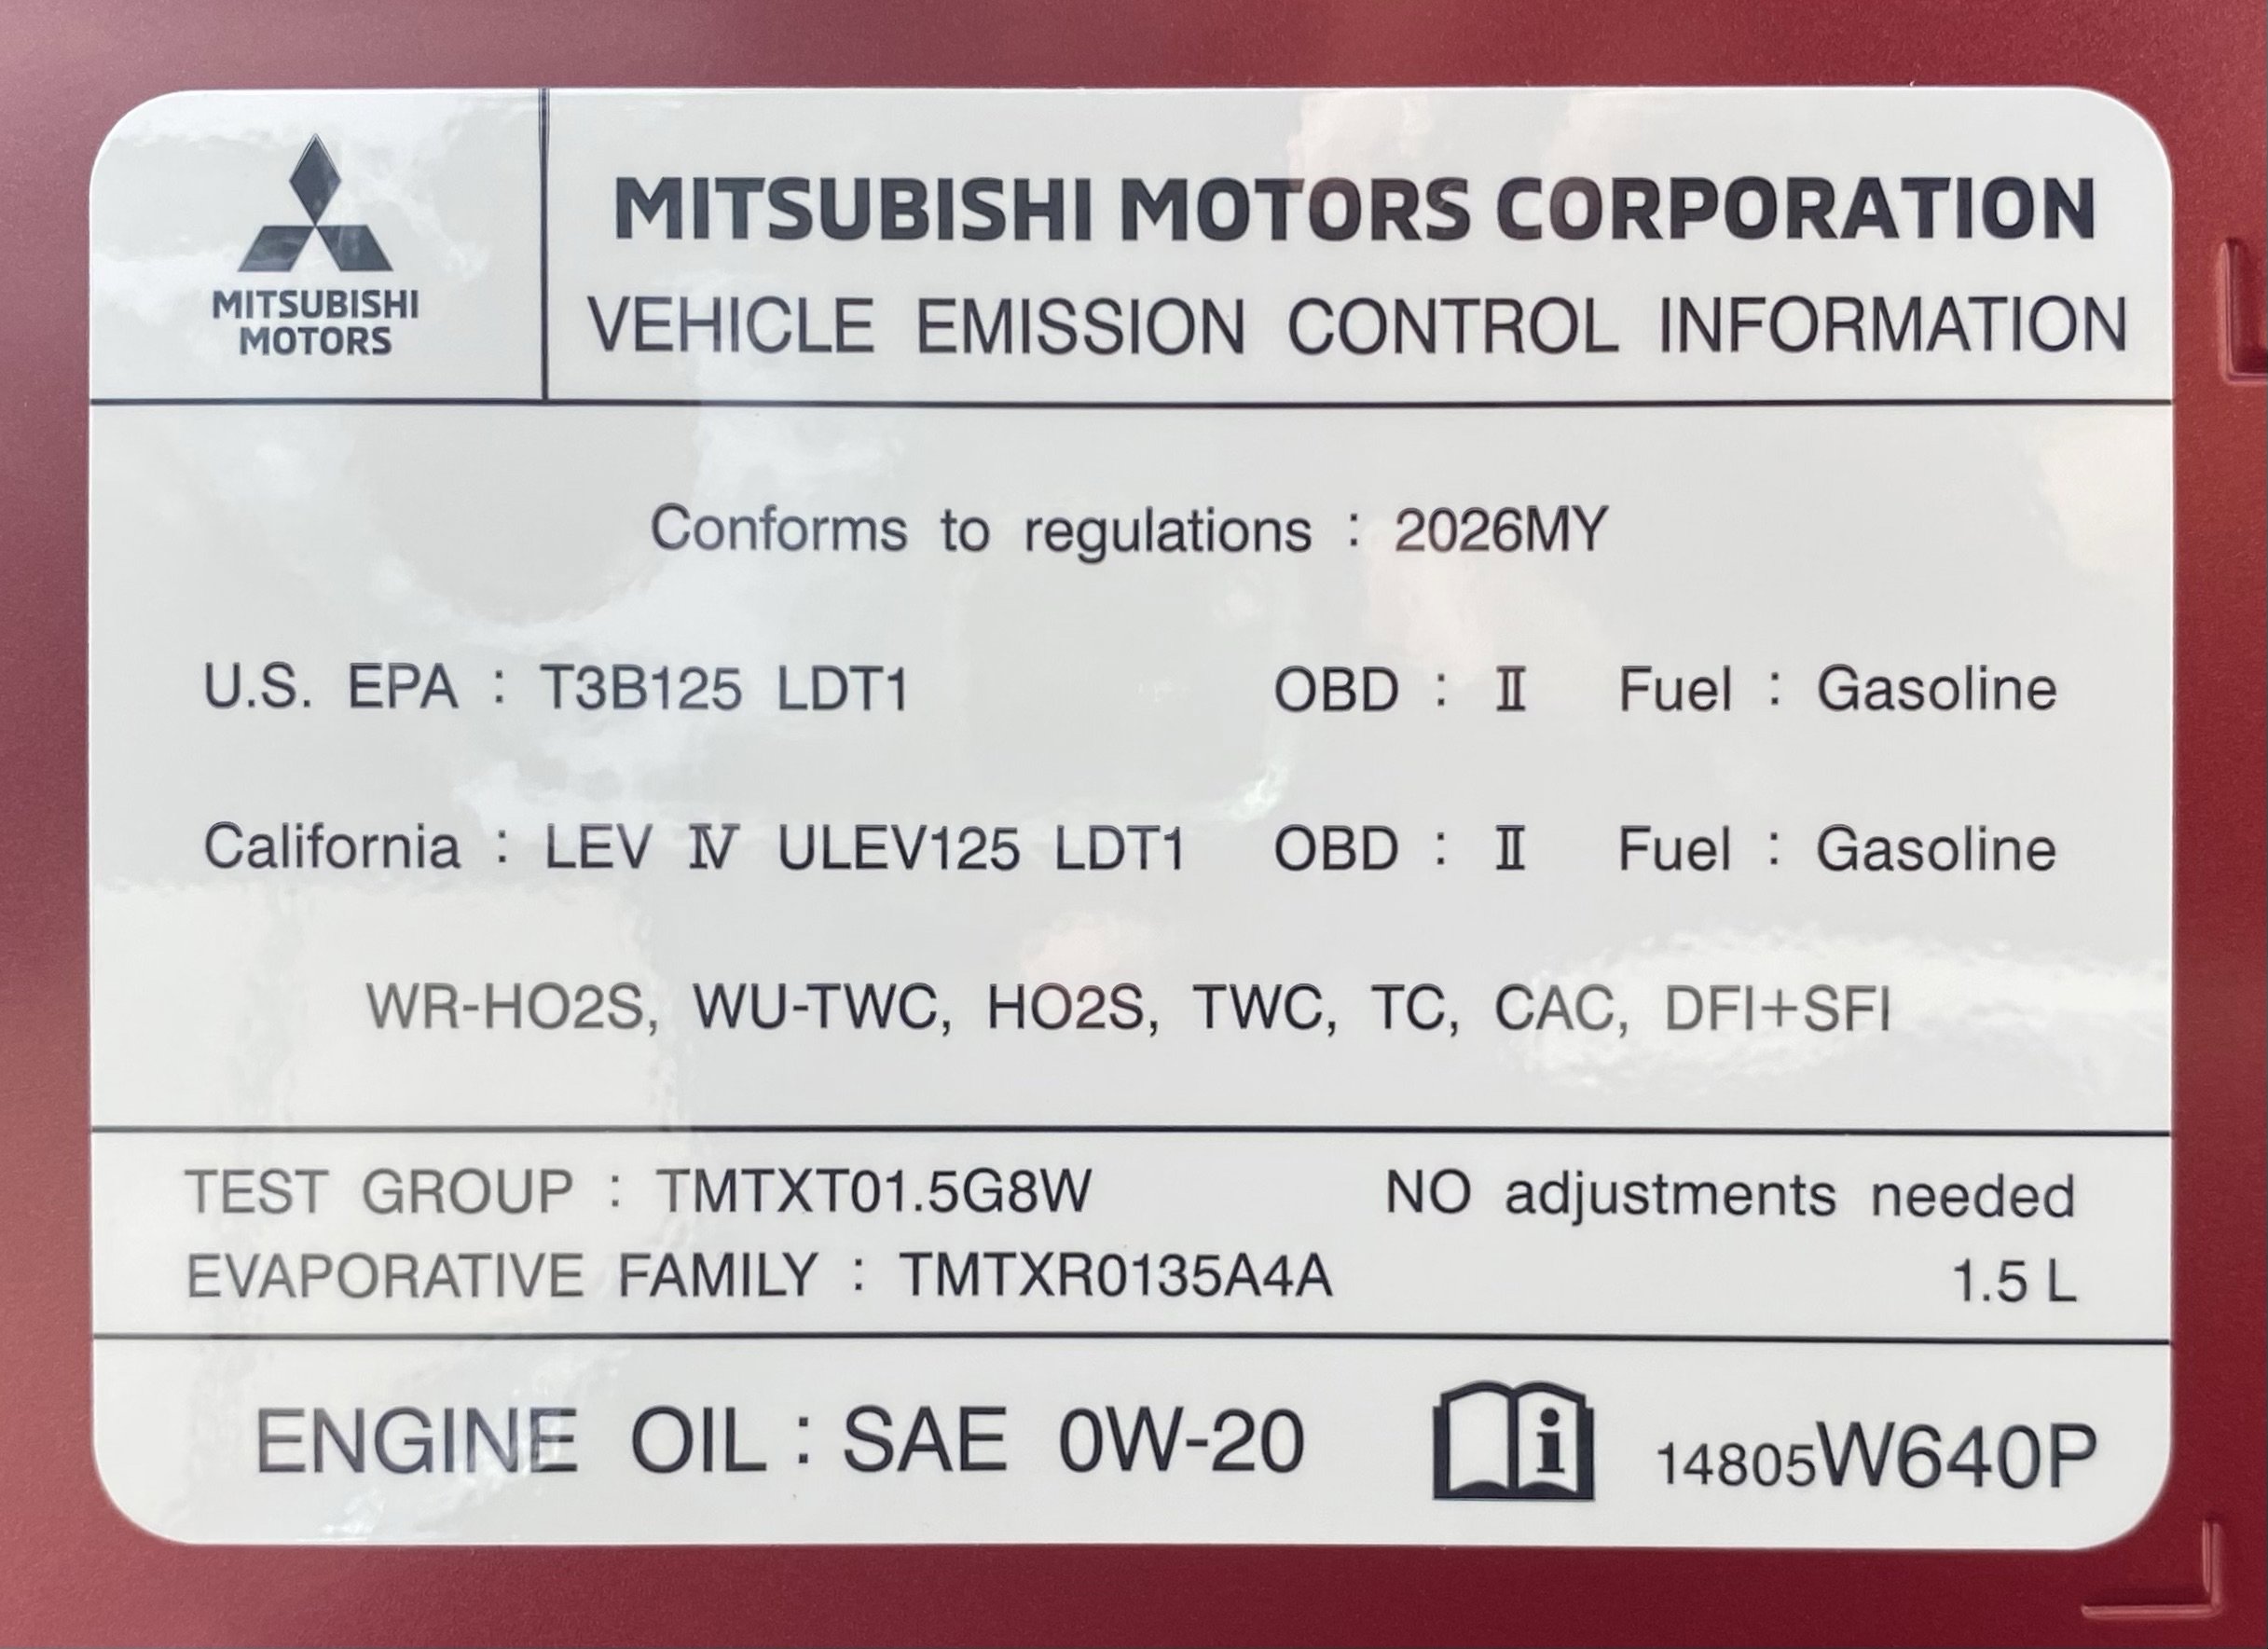 MITSUBISHI
MOTORS
MITSUBISHI MOTORS CORPORATION
VEHICLE EMISSION CONTROL INFORMATION
Conforms to regulations : 2026MY
U.S. EPA : T3B125 LDT1 OBD : Ⅱ Fuel : Gasoline
California : LEV Ⅳ ULEV125 LDT1 OBD : Ⅱ Fuel : Gasoline
WR-HO2S, WU-TWC, HO2S, TWC, TC, CAC, DFI+SFI
TEST GROUP : TMTXT01.5G8W NO adjustments needed
EVAPORATIVE FAMILY : TMTXR0135A4A 1.5 L
ENGINE OIL : SAE 0W-20 14805W640P